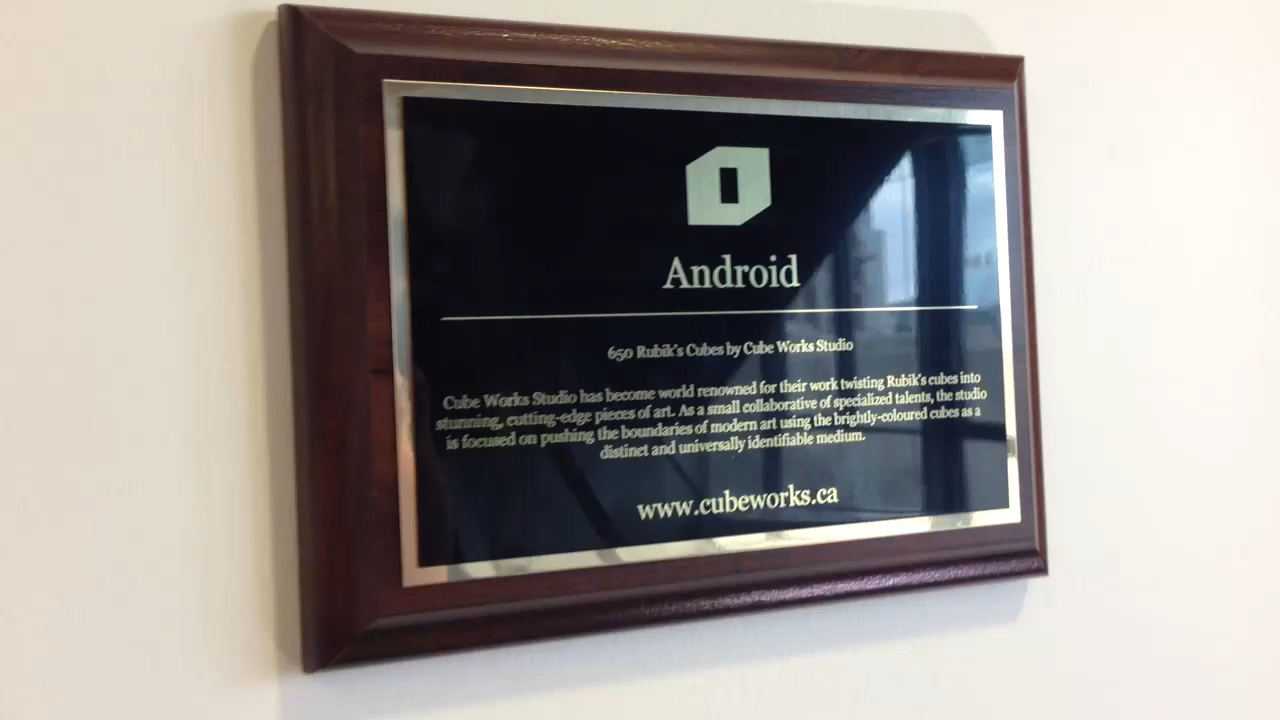 Android
650 Rubik's Cubes by Cube Works Studio
Cube Works Studio has become world renowned for their work twisting Rubik's cubes into
stunning, cutting-edge pieces of art. As a small collaborative of specialized talents, the studio
is focused on pushing the boundaries of modern art using the brightly-coloured cubes as a
distinct and universally identifiable medium.
www.cubeworks.ca